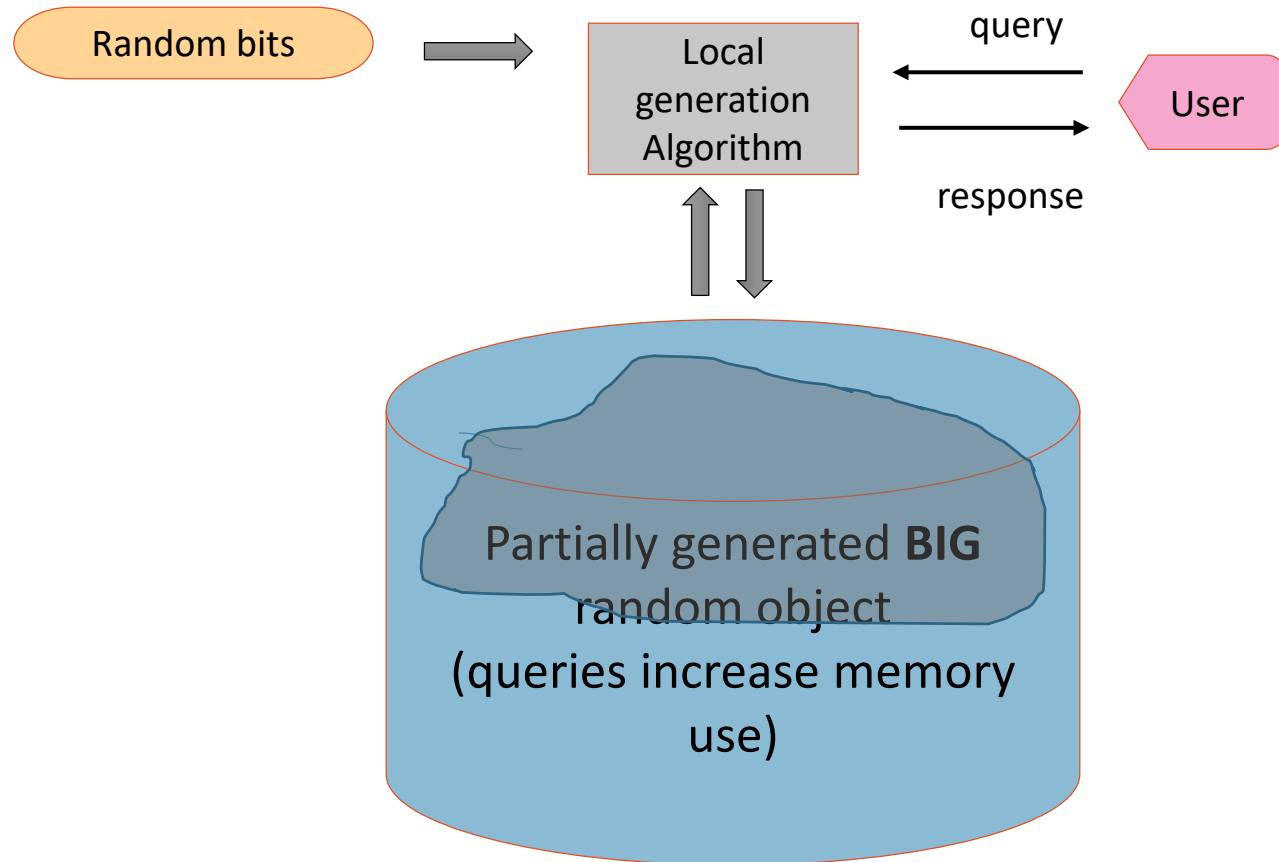 Random bits
Local
generation
Algorithm
query
response
User
Partially generated BIG
random object
(queries increase memory
use)